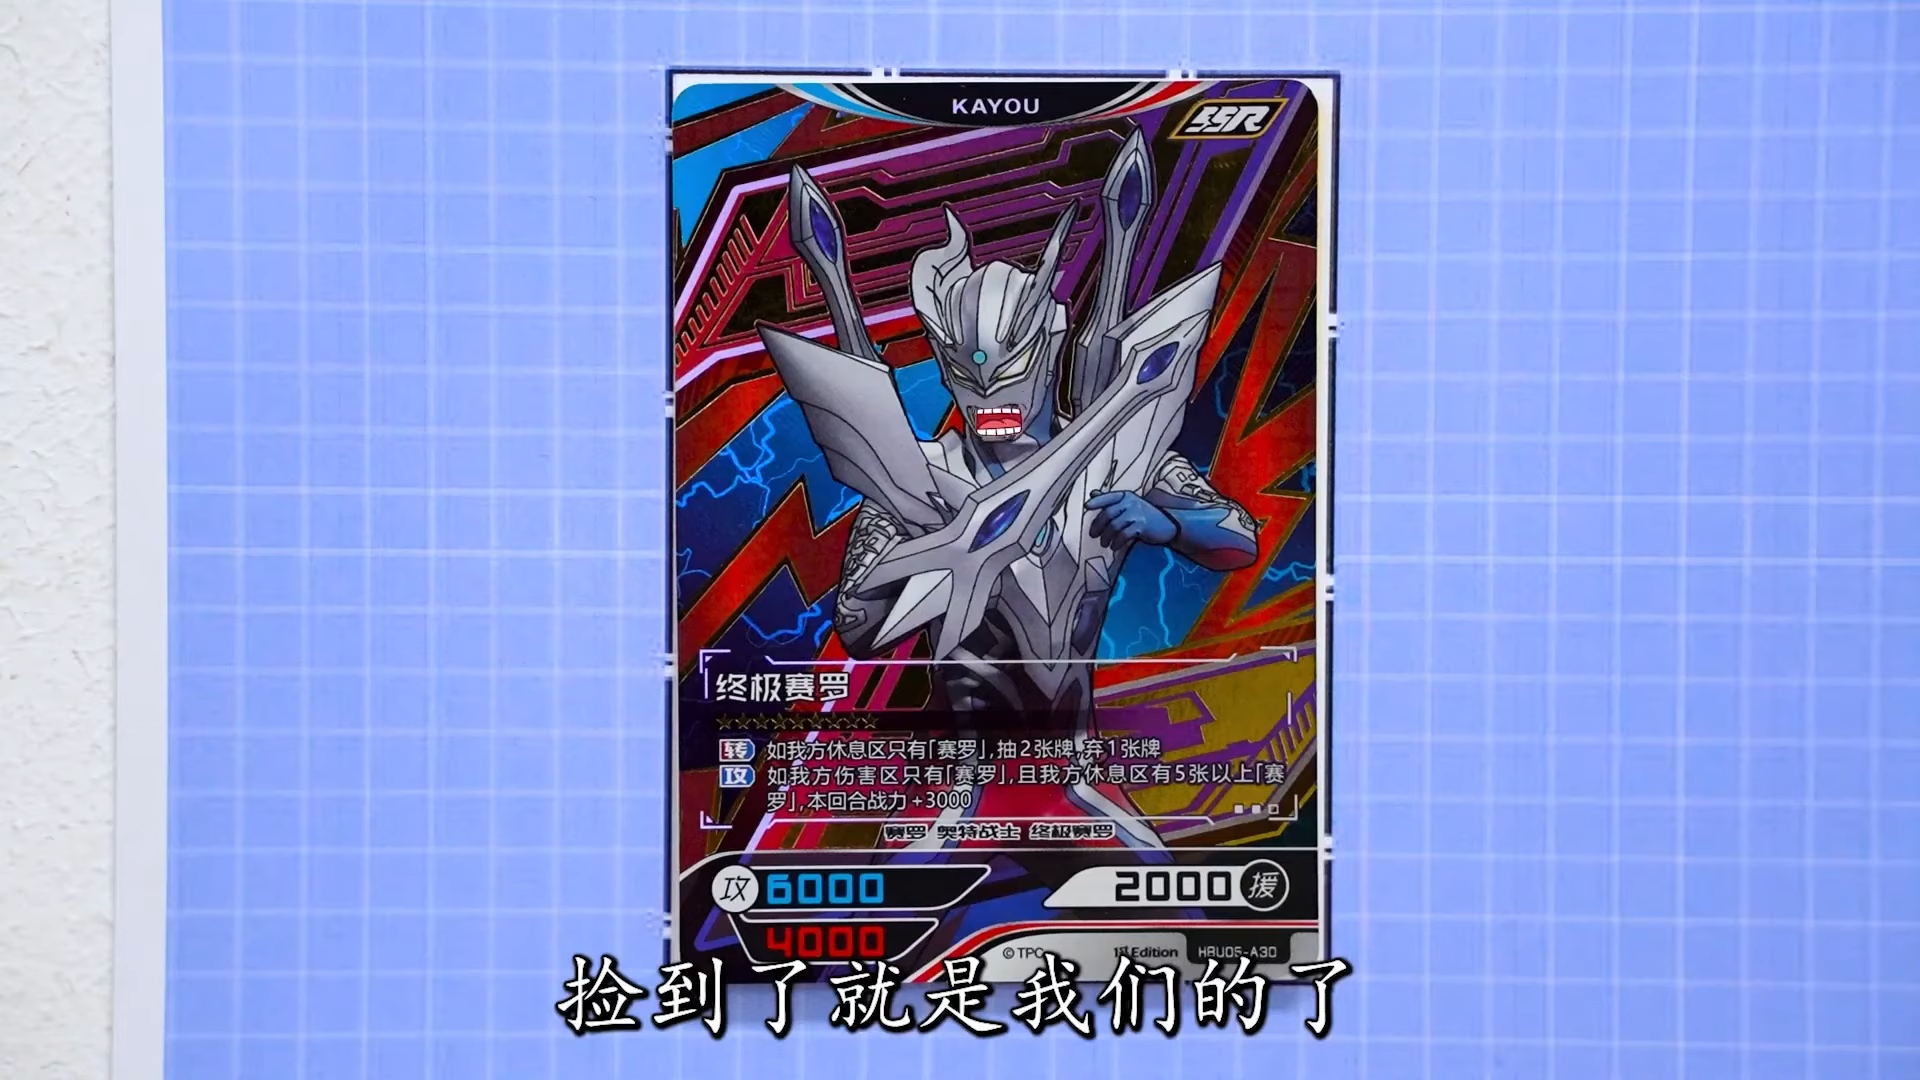 KAYOU
SSR
终极赛罗
转 如我方休息区只有「赛罗」,抽2张牌,弃1张牌
攻 如我方伤害区只有「赛罗」,且我方休息区有5张以上「赛
罗」,本回合战力+3000
赛罗 奥特战士 终极赛罗
攻 6000
2000 援
4000
©TPC
1st Edition
HBU05-A30
捡到了就是我们的了